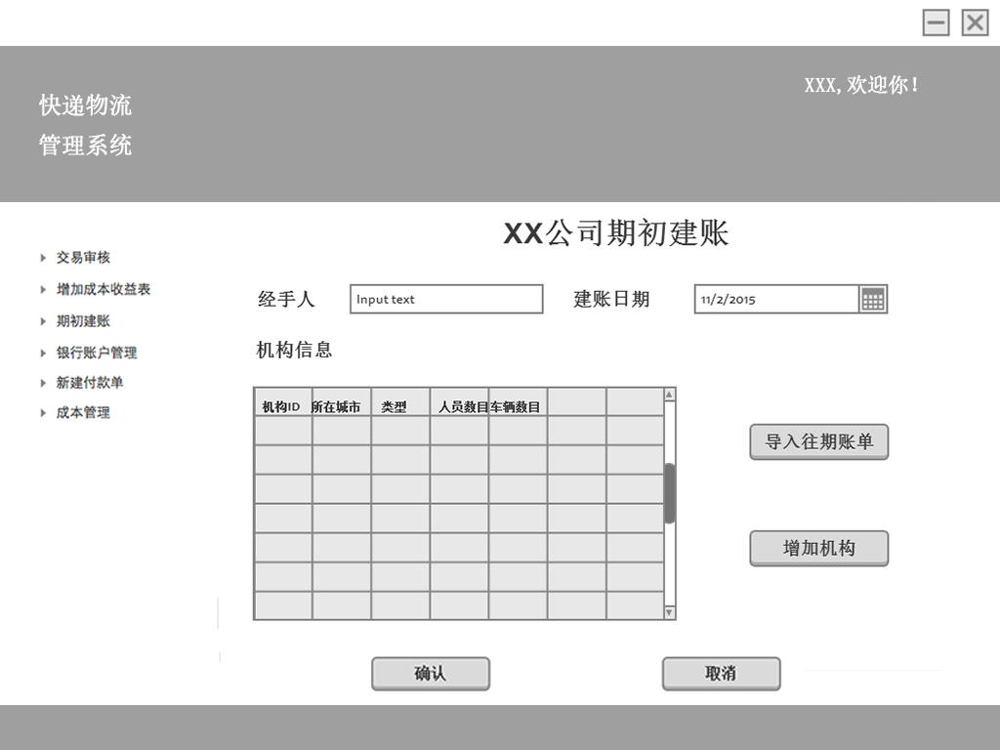 XXX,欢迎你!
快递物流
管理系统
XX公司期初建账
交易审核
增加成本收益表
期初建账
银行账户管理
新建付款单
成本管理
经手人 Input text 建账日期 11/2/2015
机构信息
机构ID 所在城市 类型 人员数目 车辆数目
导入往期账单
增加机构
确认 取消